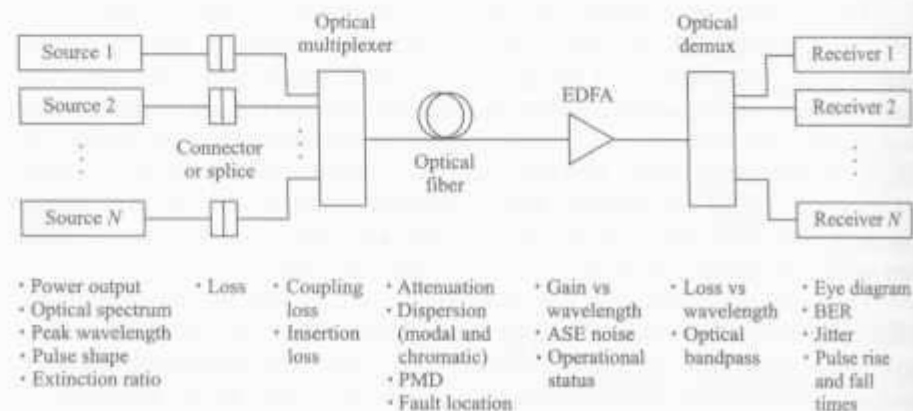 Optical
multiplexer
Optical
demux
Source 1
Receiver 1
Source 2
EDFA
Receiver 2
Connector
or splice
Optical
fiber
Source N
Receiver N
• Power output
• Optical spectrum
• Peak wavelength
• Pulse shape
• Extinction ratio
• Loss
• Coupling
loss
• Insertion
loss
• Attenuation
• Dispersion
(modal and
chromatic)
• PMD
• Fault location
• Gain vs
wavelength
• ASE noise
• Operational
status
• Loss vs
wavelength
• Optical
bandpass
• Eye diagram
• BER
• Jitter
• Pulse rise
and fall
times